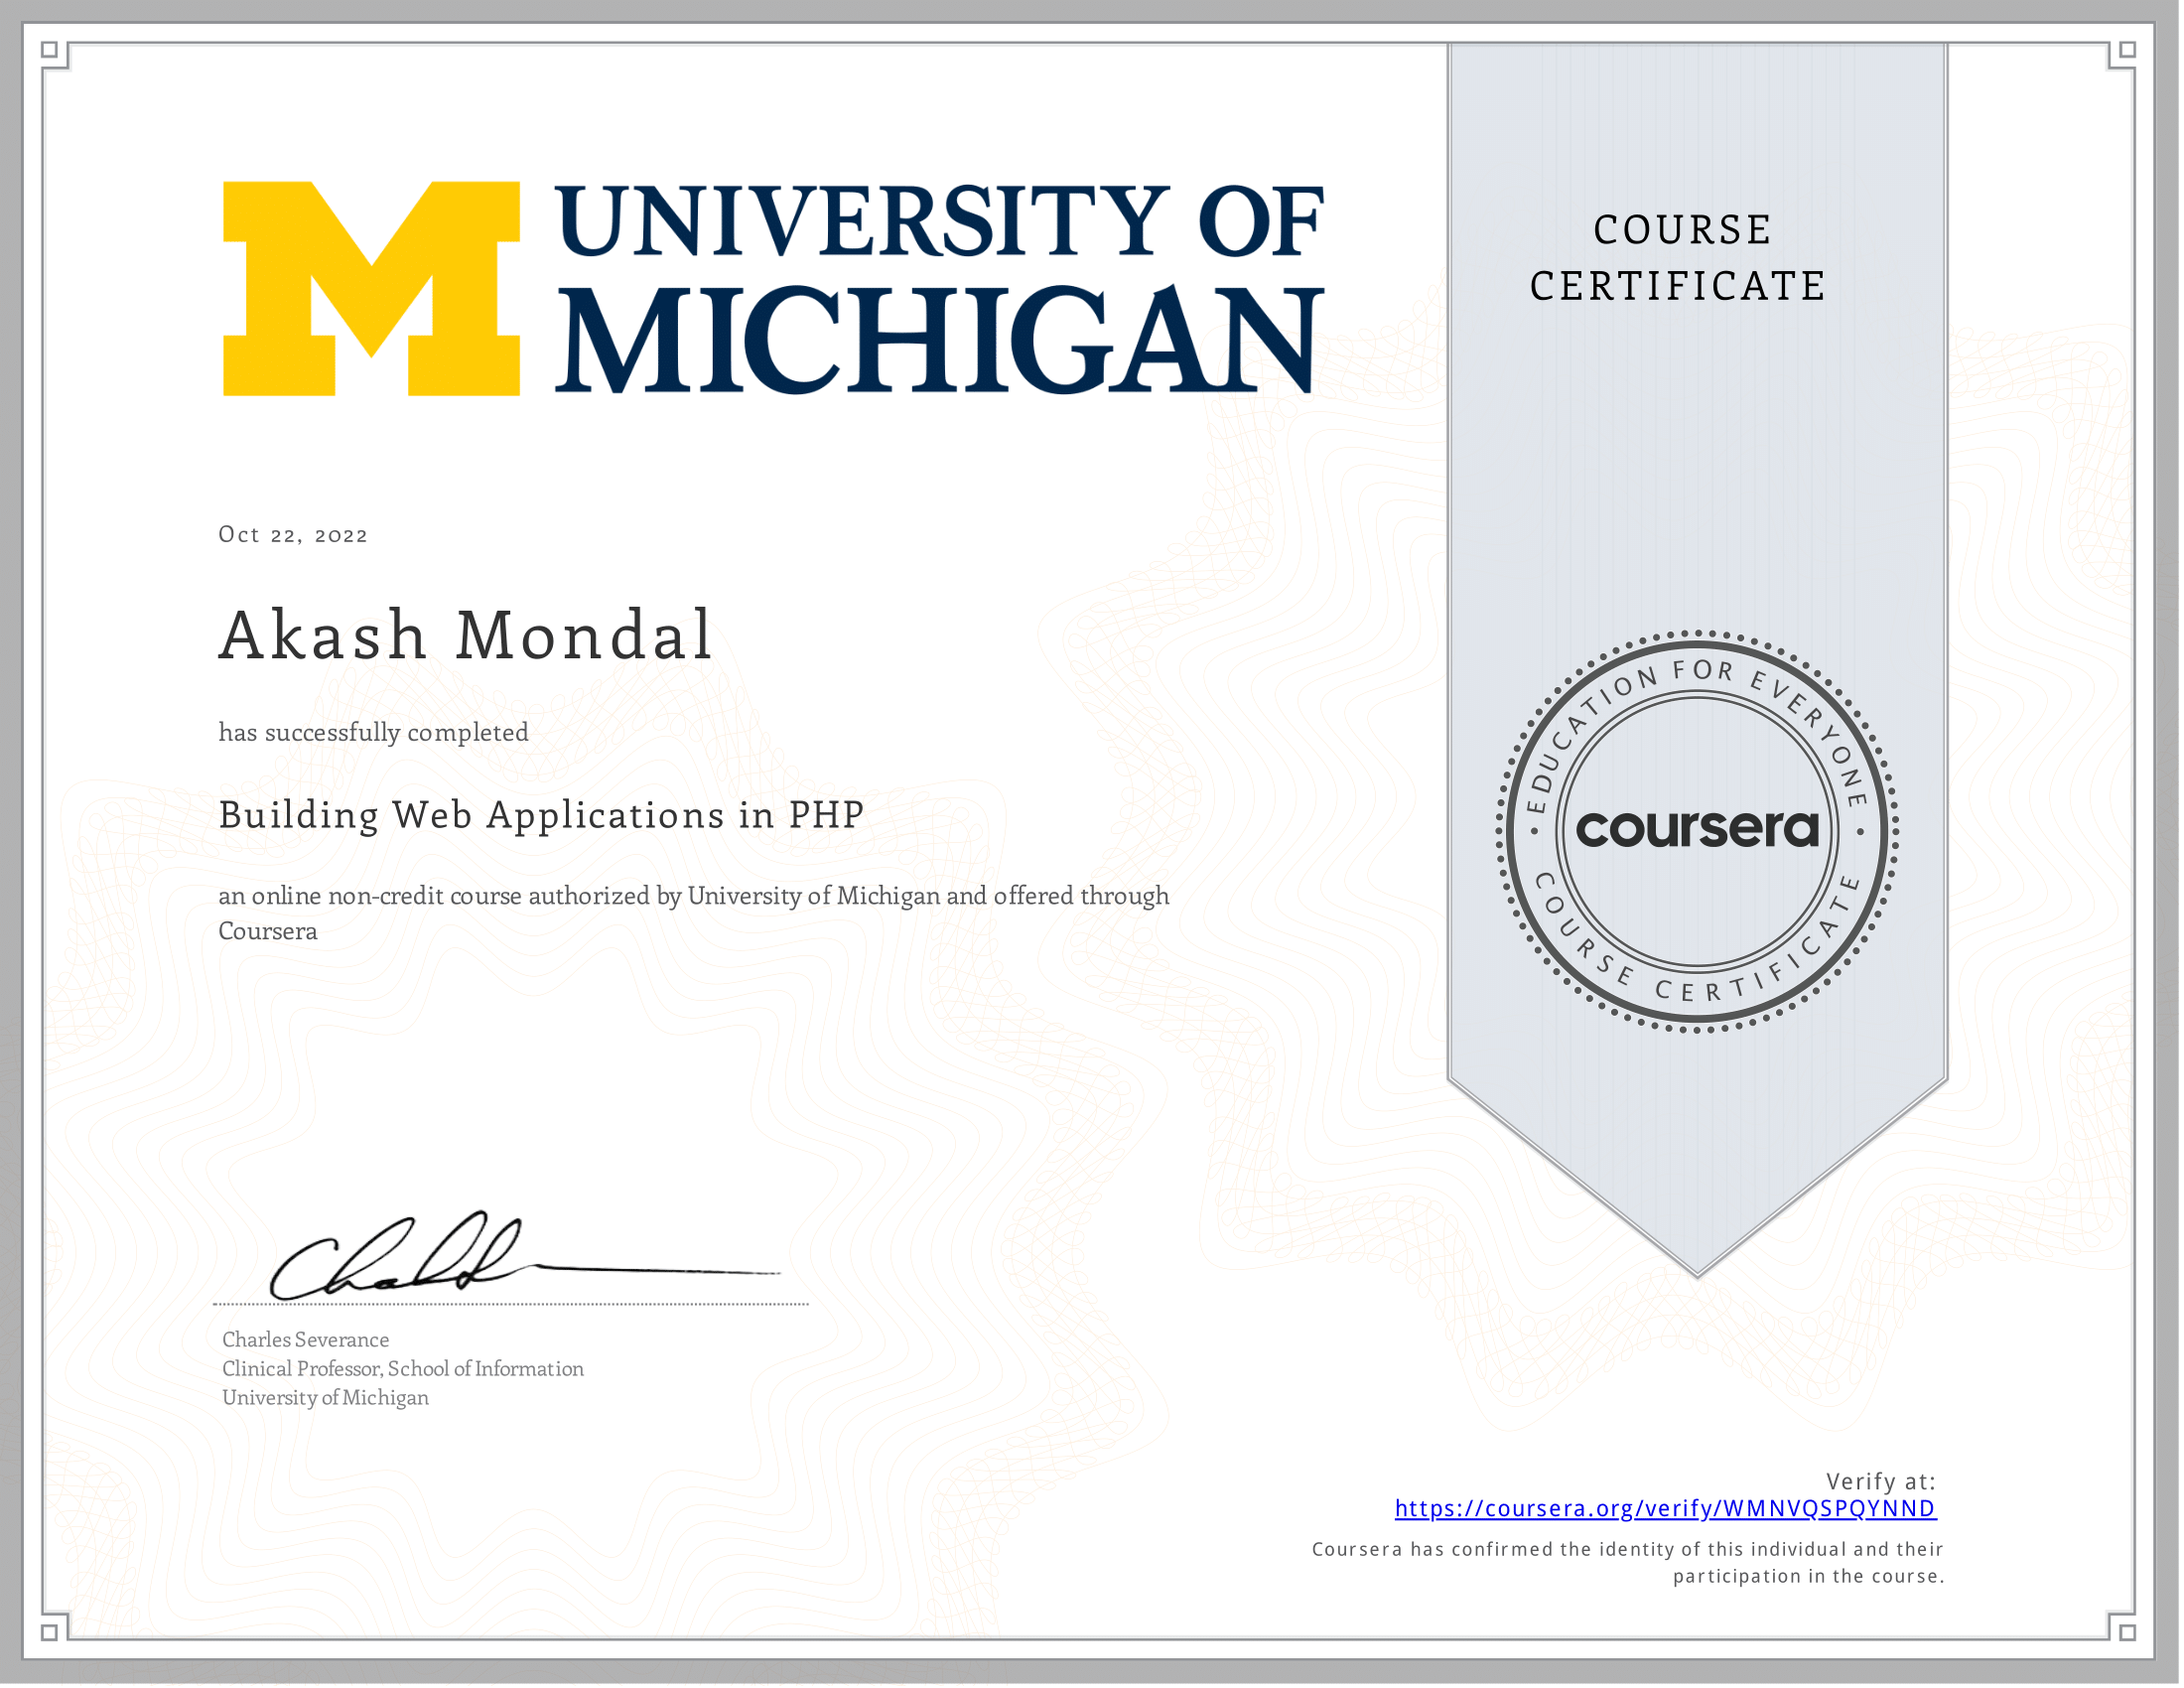 UNIVERSITY OF
MICHIGAN
COURSE
CERTIFICATE
Oct 22, 2022
Akash Mondal
has successfully completed
Building Web Applications in PHP
an online non-credit course authorized by University of Michigan and offered through
Coursera
EDUCATION FOR EVERYONE
coursera
COURSE CERTIFICATE
Charles Severance
Clinical Professor, School of Information
University of Michigan
Verify at:
https://coursera.org/verify/WMNVQSPQYNND
Coursera has confirmed the identity of this individual and their
participation in the course.